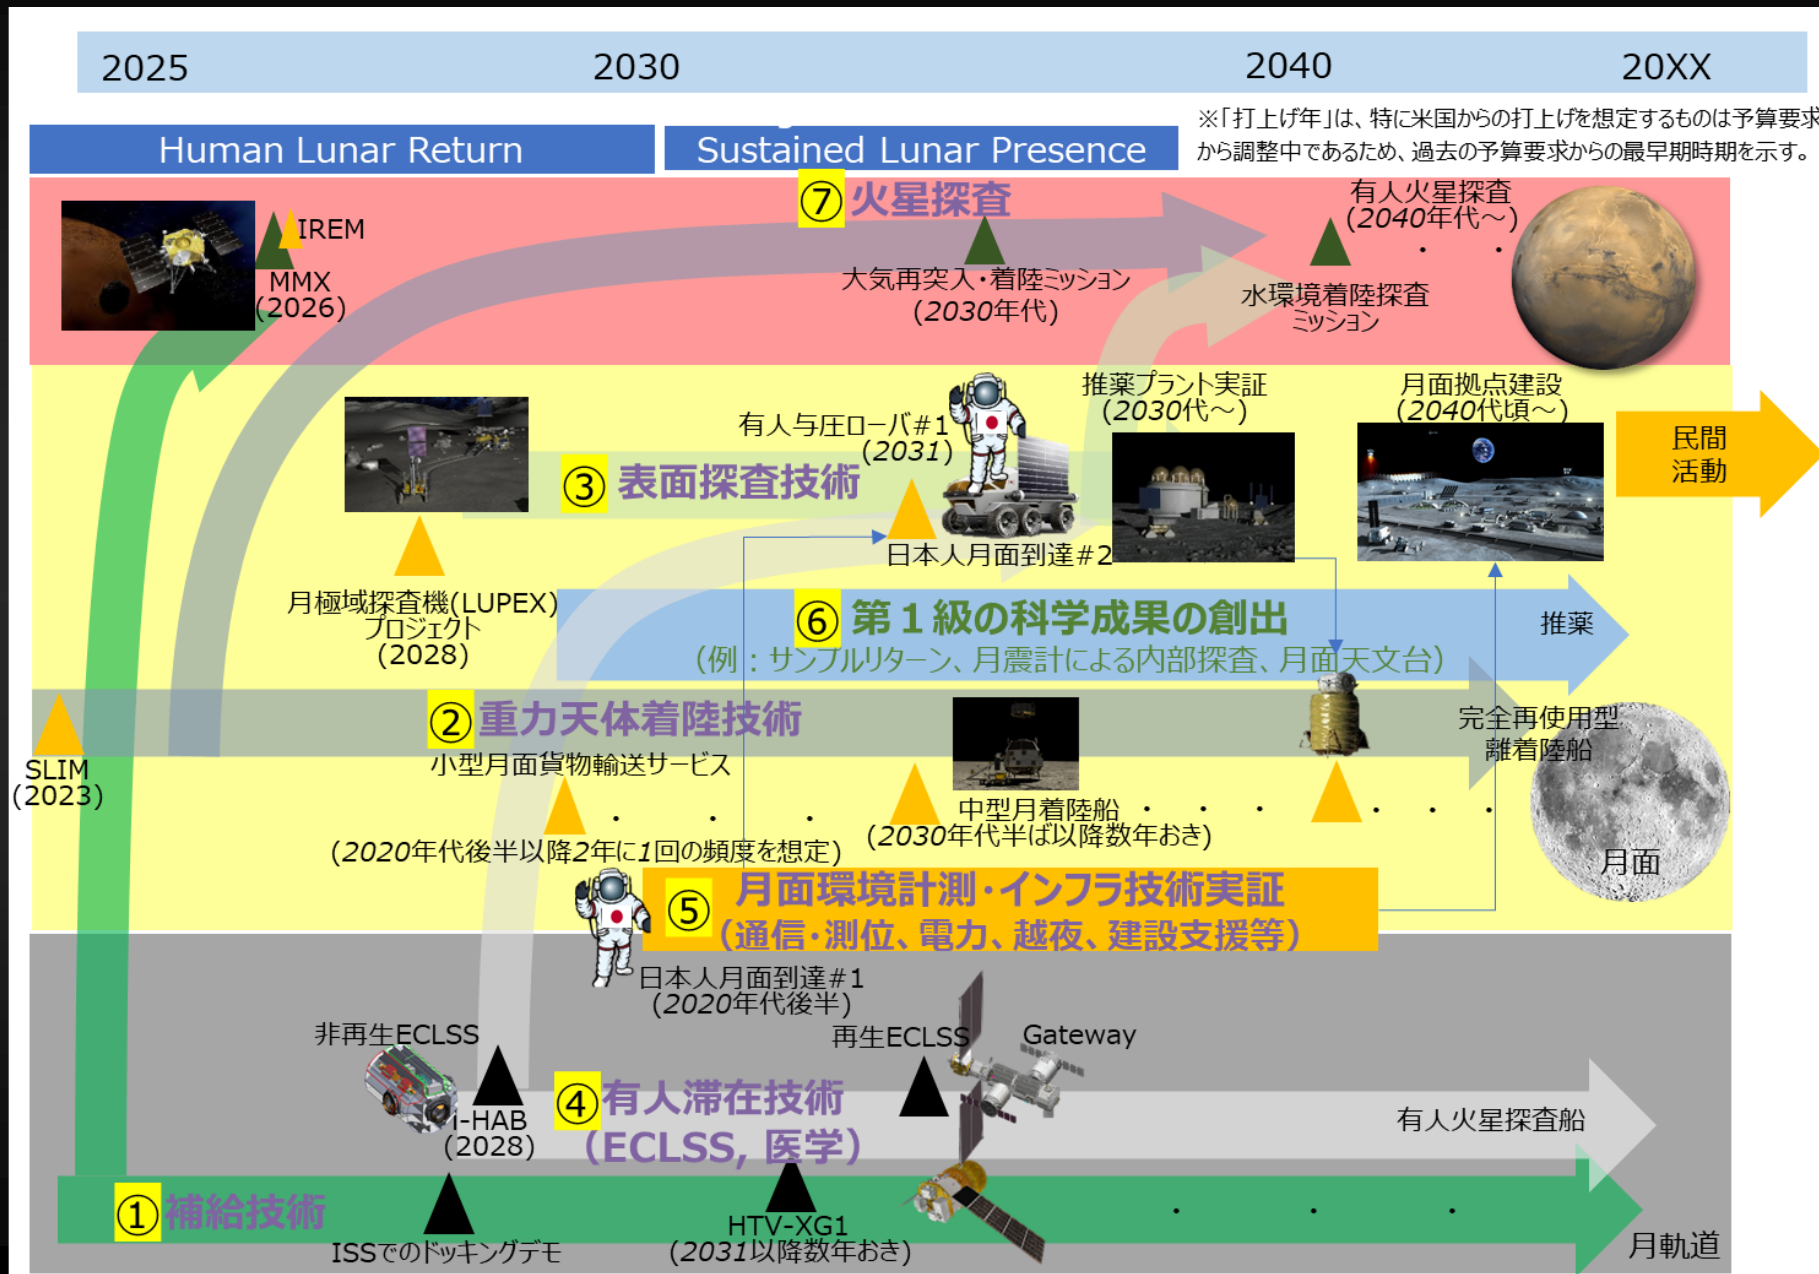 2025
2030
2040
20XX
Human Lunar Return
Sustained Lunar Presence
※「打上げ年」は、特に米国からの打上げを想定するものは予算要求
から調整中であるため、過去の予算要求からの最早期時期を示す。
⑦ 火星探査
IREM
MMX
(2026)
大気再突入・着陸ミッション
(2030年代)
有人火星探査
(2040年代～)
・ ・
水環境着陸探査
ミッション
有人与圧ローバ#1
(2031)
推薬プラント実証
(2030代～)
月面拠点建設
(2040代頃～)
民間
活動
③ 表面探査技術
日本人月面到達#2
月極域探査機(LUPEX)
プロジェクト
(2028)
⑥ 第１級の科学成果の創出
(例：サンプルリターン、月震計による内部探査、月面天文台)
推薬
② 重力天体着陸技術
SLIM
(2023)
小型月面貨物輸送サービス
・ ・ ・
(2020年代後半以降2年に1回の頻度を想定)
中型月着陸船 ・ ・ ・
(2030年代半ば以降数年おき)
・ ・ ・
完全再使用型
離着陸船
月面
⑤ 月面環境計測・インフラ技術実証
（通信・測位、電力、越夜、建設支援等）
日本人月面到達#1
(2020年代後半)
非再生ECLSS
再生ECLSS
Gateway
i-HAB
(2028)
④ 有人滞在技術
（ECLSS, 医学）
有人火星探査船
① 補給技術
ISSでのドッキングデモ
HTV-XG1
(2031以降数年おき)
・ ・ ・
月軌道